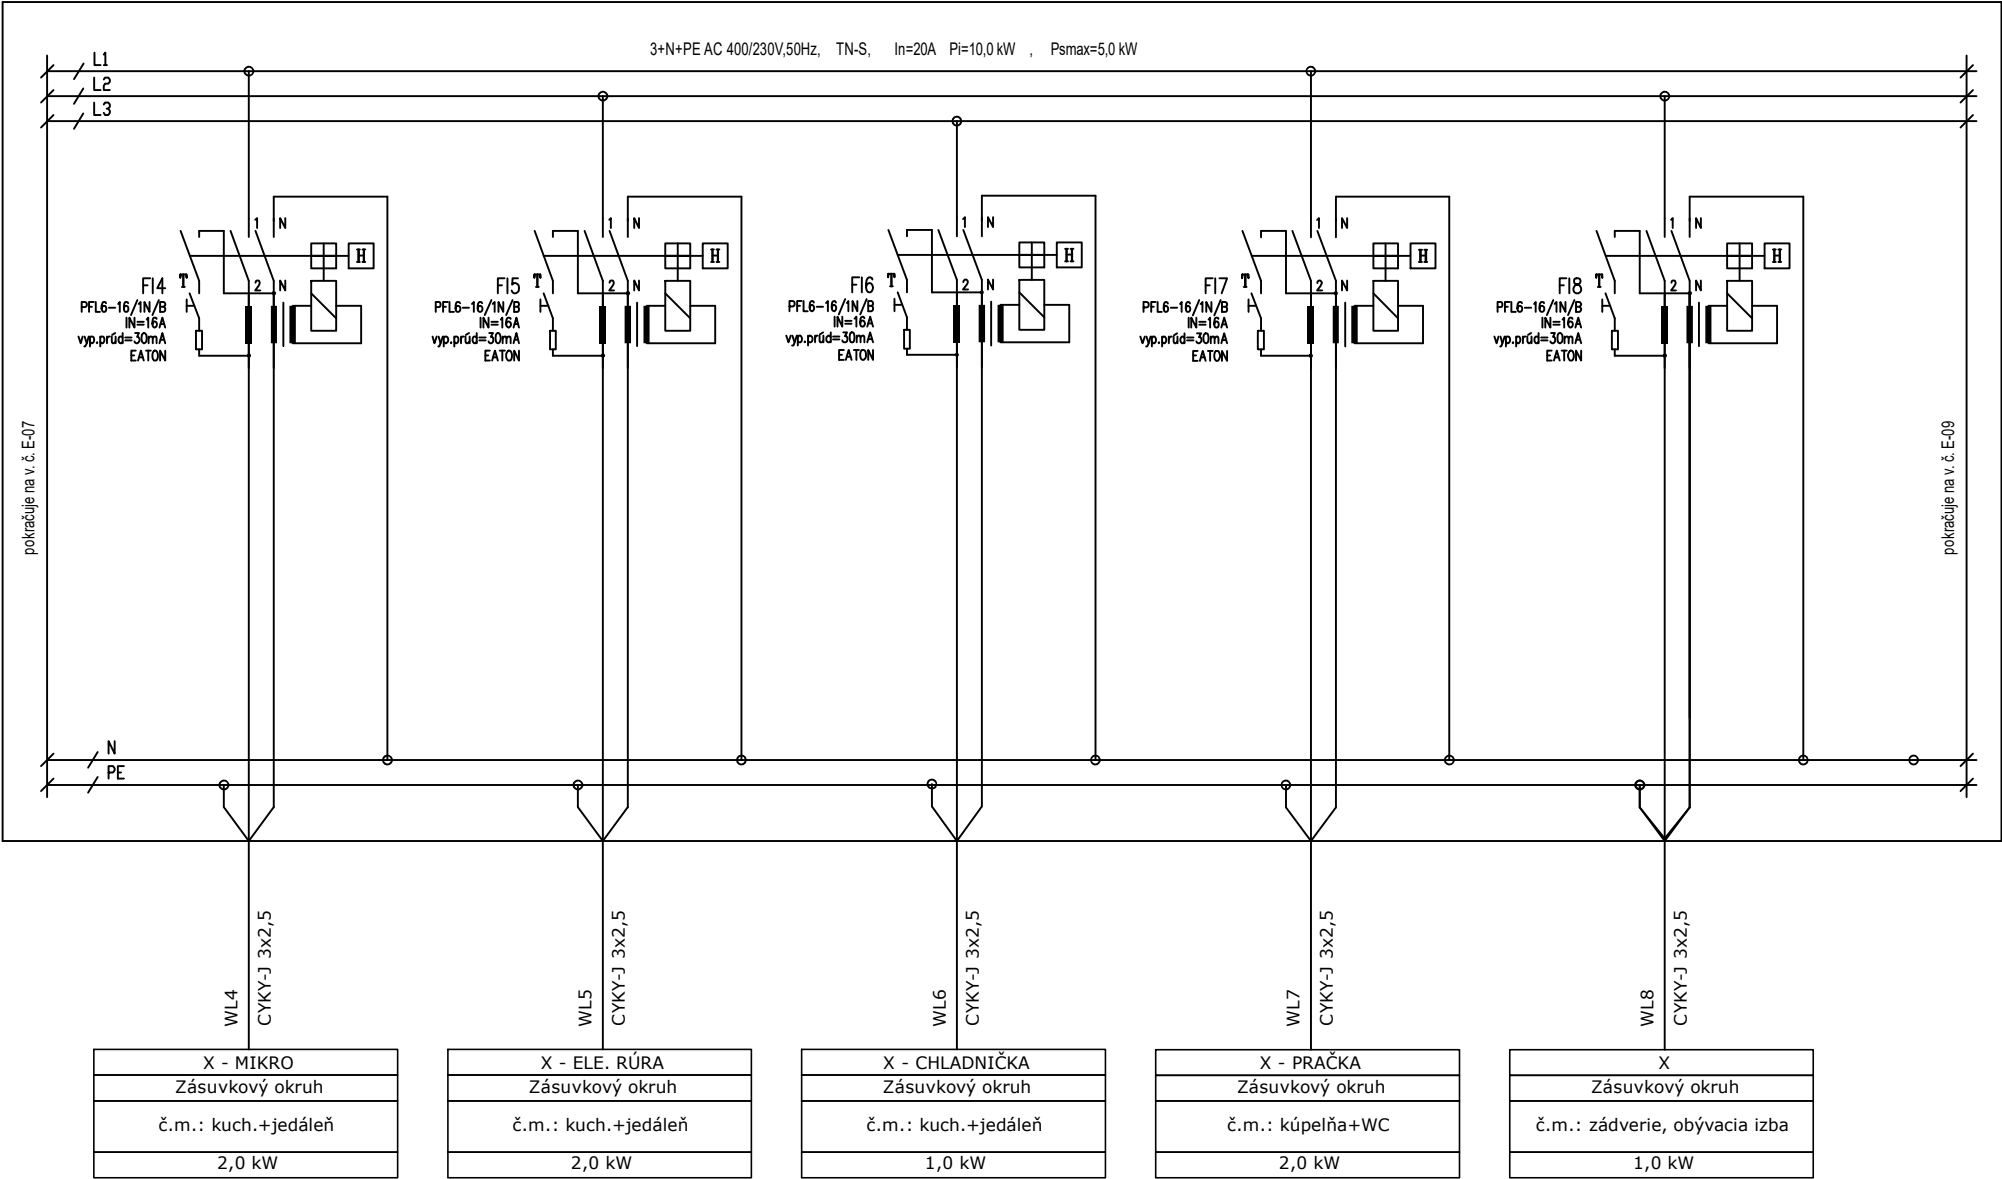 3+N+PE AC 400/230V,50Hz, TN-S, In=20A Pi=10,0 kW , Psmax=5,0 kW
L1
L2
L3
pokračuje na v. č. E-07
1 N
H
T
FI4
2 N
PFL6-16/1N/B
IN=16A
vyp.prúd=30mA
EATON
1 N
H
T
FI5
2 N
PFL6-16/1N/B
IN=16A
vyp.prúd=30mA
EATON
1 N
H
T
FI6
2 N
PFL6-16/1N/B
IN=16A
vyp.prúd=30mA
EATON
1 N
H
T
FI7
2 N
PFL6-16/1N/B
IN=16A
vyp.prúd=30mA
EATON
1 N
H
T
FI8
2 N
PFL6-16/1N/B
IN=16A
vyp.prúd=30mA
EATON
pokračuje na v. č. E-09
N
PE
WL4
CYKY-J 3x2,5
WL5
CYKY-J 3x2,5
WL6
CYKY-J 3x2,5
WL7
CYKY-J 3x2,5
WL8
CYKY-J 3x2,5
X - MIKRO
Zásuvkový okruh
č.m.: kuch.+jedáleň
2,0 kW
X - ELE. RÚRA
Zásuvkový okruh
č.m.: kuch.+jedáleň
2,0 kW
X - CHLADNIČKA
Zásuvkový okruh
č.m.: kuch.+jedáleň
1,0 kW
X - PRAČKA
Zásuvkový okruh
č.m.: kúpelňa+WC
2,0 kW
X
Zásuvkový okruh
č.m.: zádverie, obývacia izba
1,0 kW